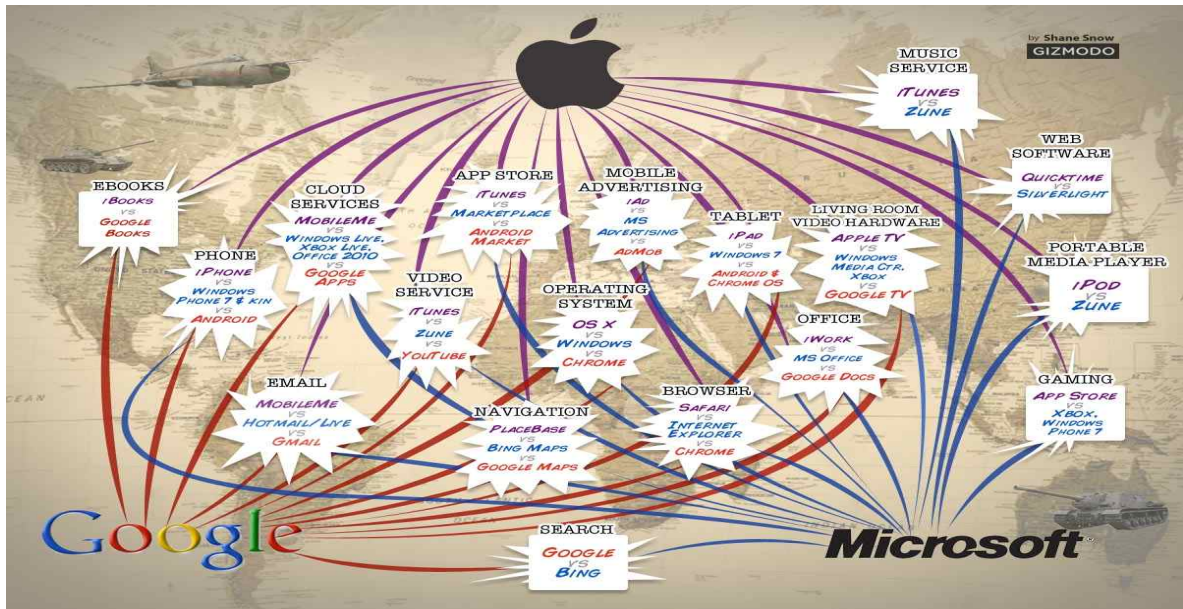 by Shane Snow
GIZMODO
MUSIC
SERVICE
iTUNES
VS
ZUNE
WEB
SOFTWARE
QUICKTIME
VS
SILVERLIGHT
EBOOKS
iBOOKS
VS
GOOGLE
BOOKS
CLOUD
SERVICES
MOBILEME
VS
WINDOWS LIVE,
XBOX LIVE,
OFFICE 2010
VS
GOOGLE
APPS
APP STORE
iTUNES
VS
MARKETPLACE
VS
ANDROID
MARKET
MOBILE
ADVERTISING
iAD
VS
MS
ADVERTISING
VS
ADMOB
TABLET
iPAD
VS
WINDOWS 7
VS
ANDROID &
CHROME OS
LIVING ROOM
VIDEO HARDWARE
APPLE TV
VS
WINDOWS
MEDIA CTR,
XBOX
VS
GOOGLE TV
PORTABLE
MEDIA PLAYER
iPOD
VS
ZUNE
PHONE
iPHONE
VS
WINDOWS
PHONE 7 & KIN
VS
ANDROID
VIDEO
SERVICE
iTUNES
VS
ZUNE
VS
YOUTUBE
OPERATING
SYSTEM
OS X
VS
WINDOWS
VS
CHROME
OFFICE
iWORK
VS
MS OFFICE
VS
GOOGLE DOCS
EMAIL
MOBILEME
VS
HOTMAIL/LIVE
VS
GMAIL
NAVIGATION
PLACEBASE
VS
BING MAPS
VS
GOOGLE MAPS
BROWSER
SAFARI
VS
INTERNET
EXPLORER
VS
CHROME
GAMING
APP STORE
VS
XBOX,
WINDOWS
PHONE 7
Google
SEARCH
GOOGLE
VS
BING
Microsoft®